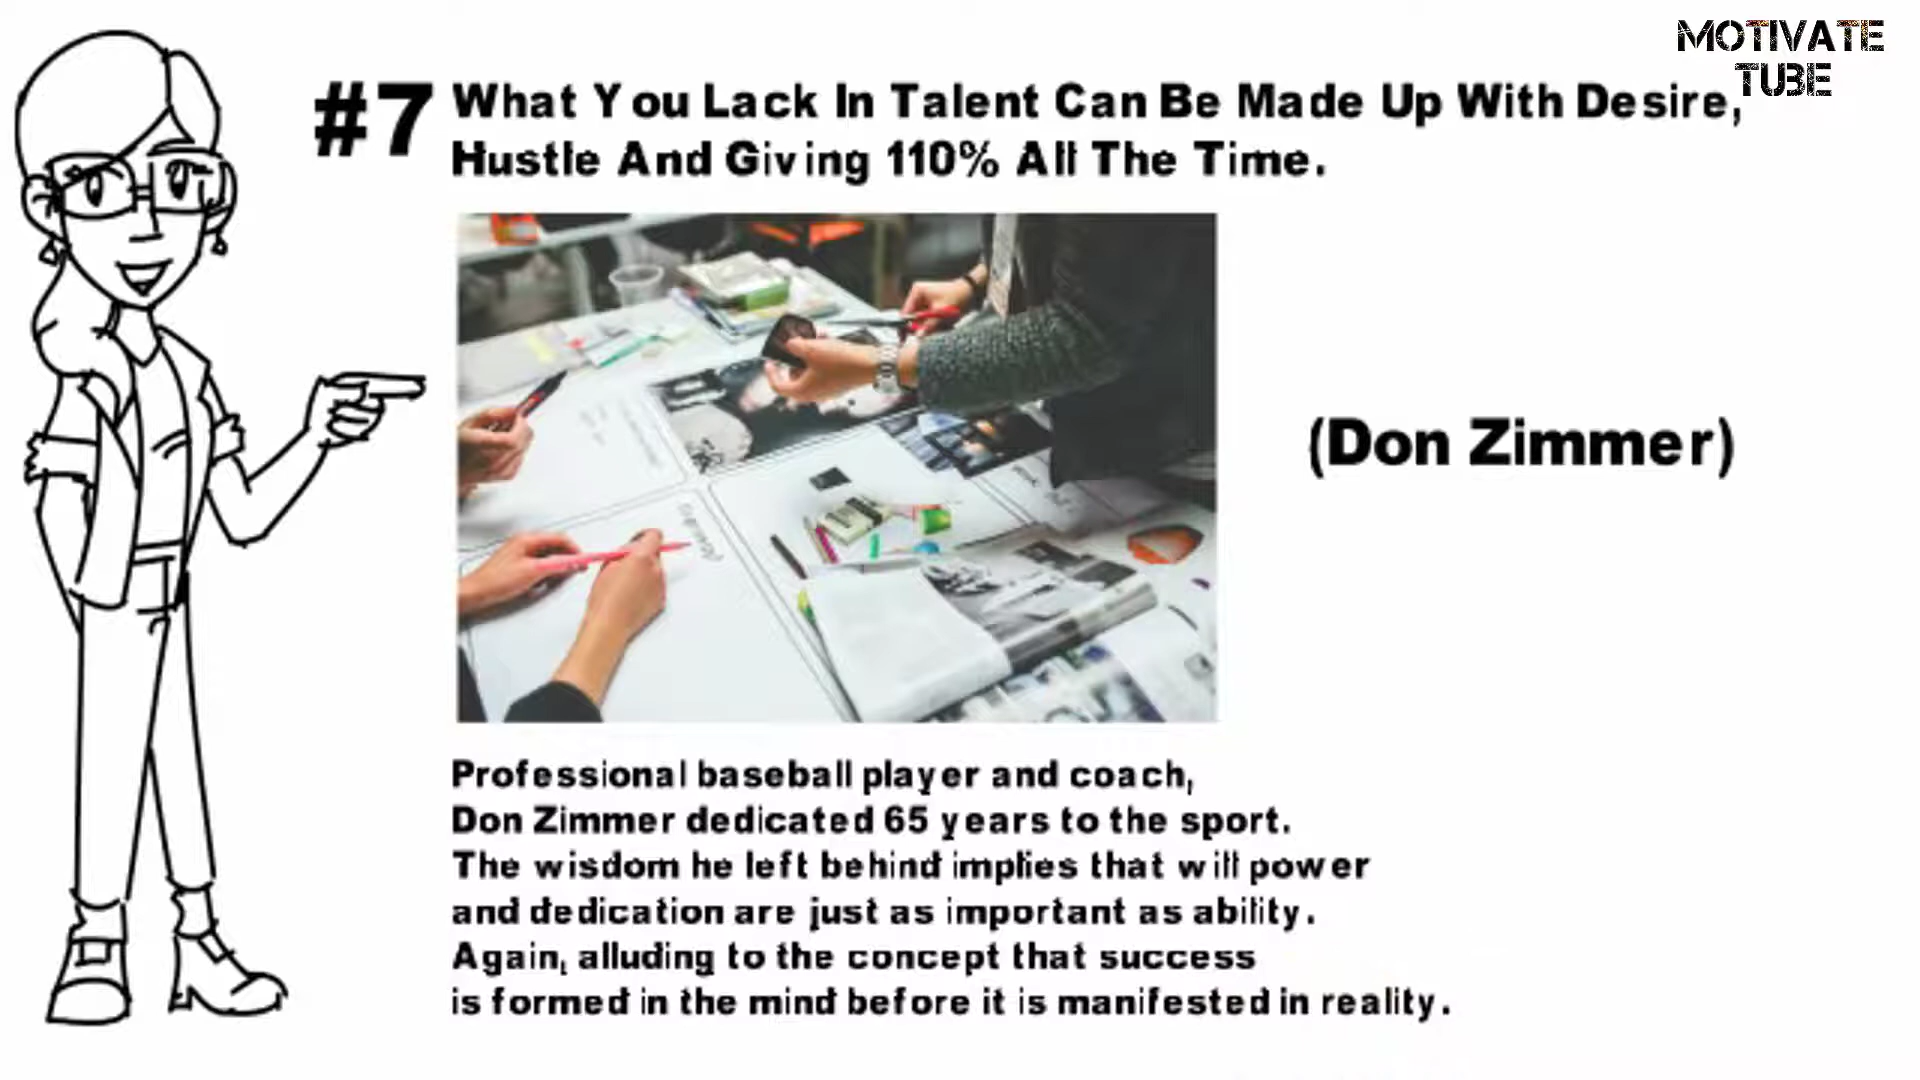 MOTIVATE
TUBE
#7 What You Lack In Talent Can Be Made Up With Desire,
Hustle And Giving 110% All The Time.
(Don Zimmer)
Professional baseball player and coach,
Don Zimmer dedicated 65 years to the sport.
The wisdom he left behind implies that will power
and dedication are just as important as ability.
Again, alluding to the concept that success
is formed in the mind before it is manifested in reality.